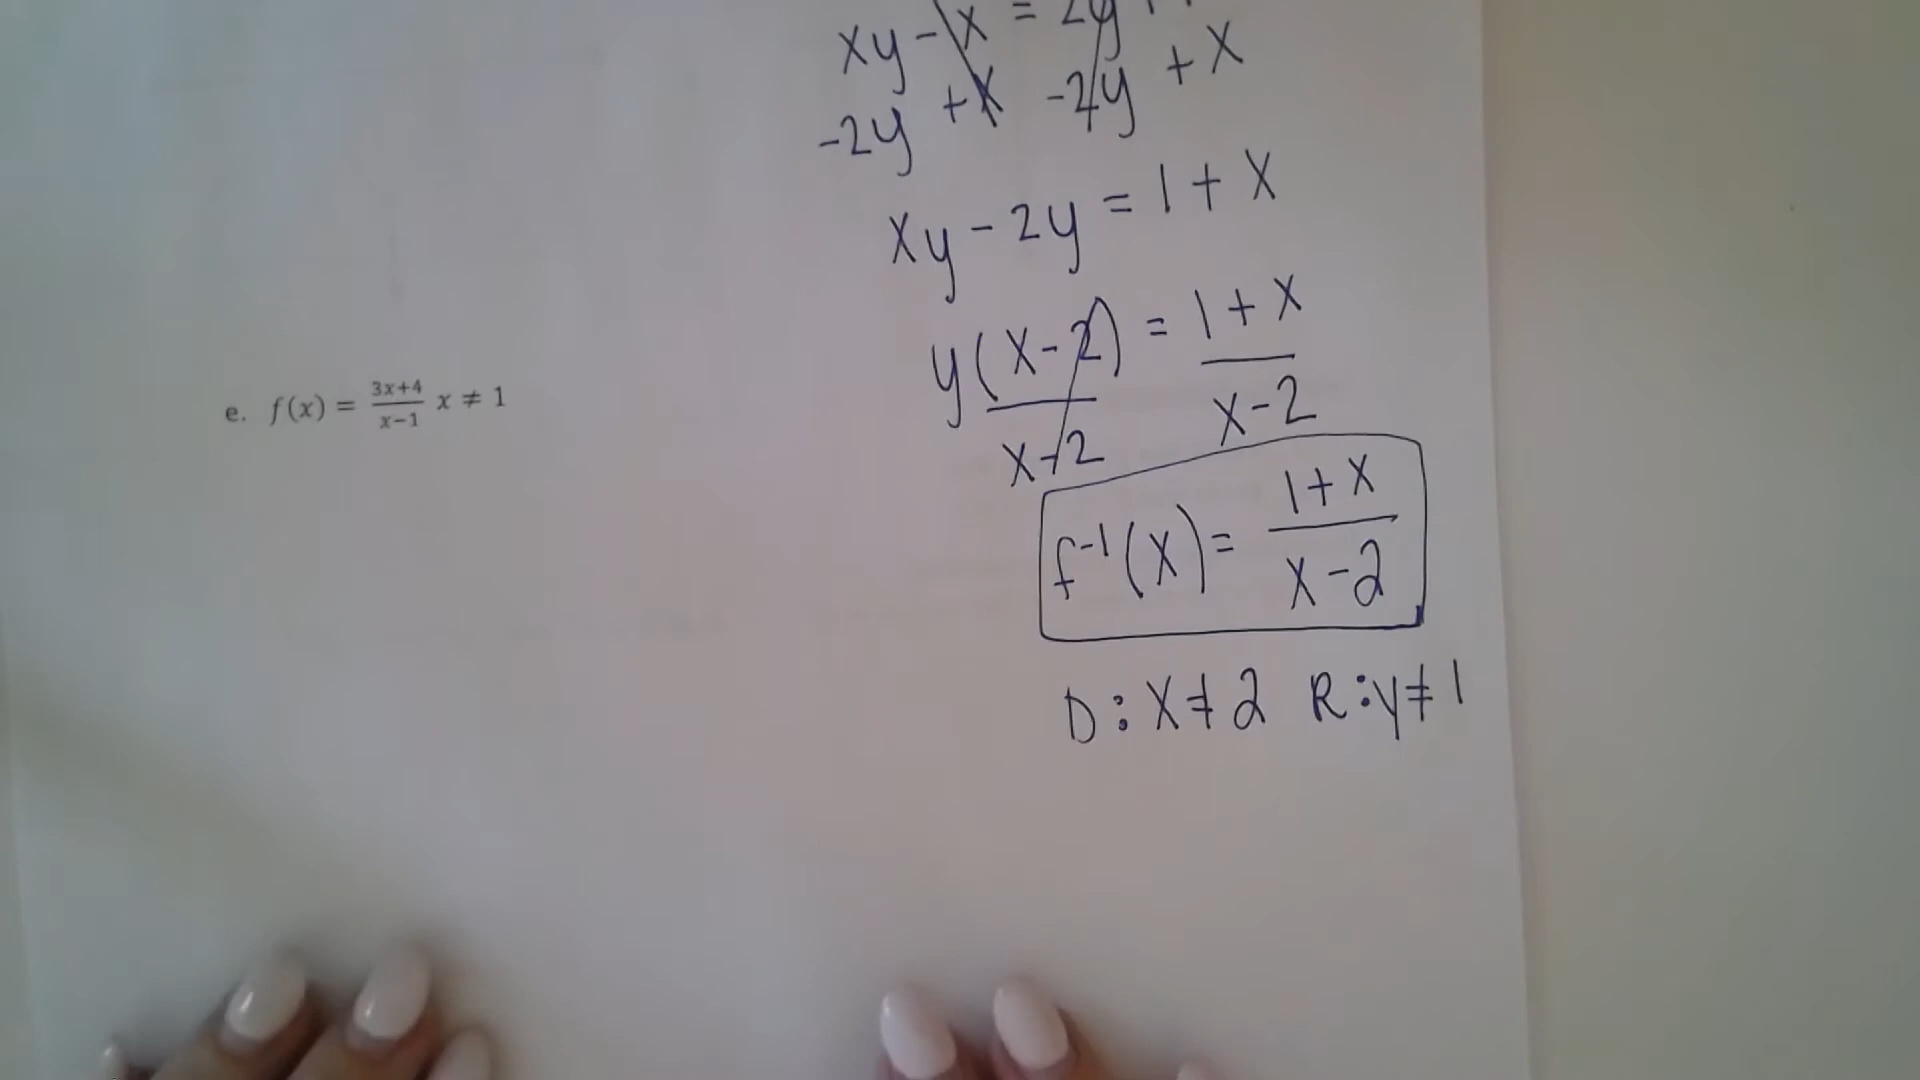 xy - x = 2y
-2y +x -2y + x
xy - 2y = 1 + x
y(x-2) = 1 + x
x-2 x-2
f⁻¹(x) = (1+x)/(x-2)
D: x≠2 R: y≠1
e. f(x) = (3x+4)/(x-1) x ≠ 1